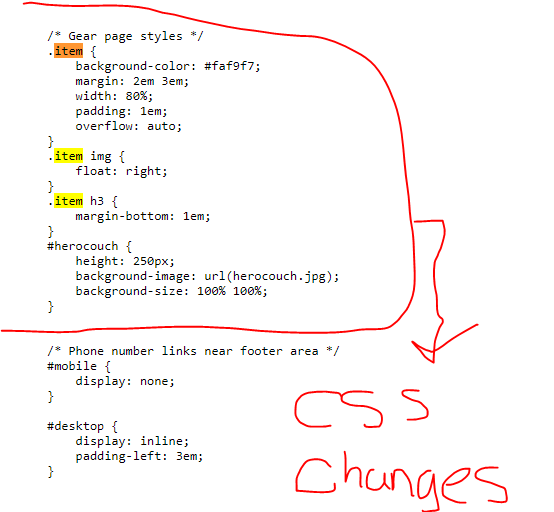 /* Gear page styles */
.item {
    background-color: #faf9f7;
    margin: 2em 3em;
    width: 80%;
    padding: 1em;
    overflow: auto;
}
.item img {
    float: right;
}
.item h3 {
    margin-bottom: 1em;
}
#herocouch {
    height: 250px;
    background-image: url(herocouch.jpg);
    background-size: 100% 100%;
}
/* Phone number links near footer area */
#mobile {
    display: none;
}
#desktop {
    display: inline;
    padding-left: 3em;
}
CSS
Changes